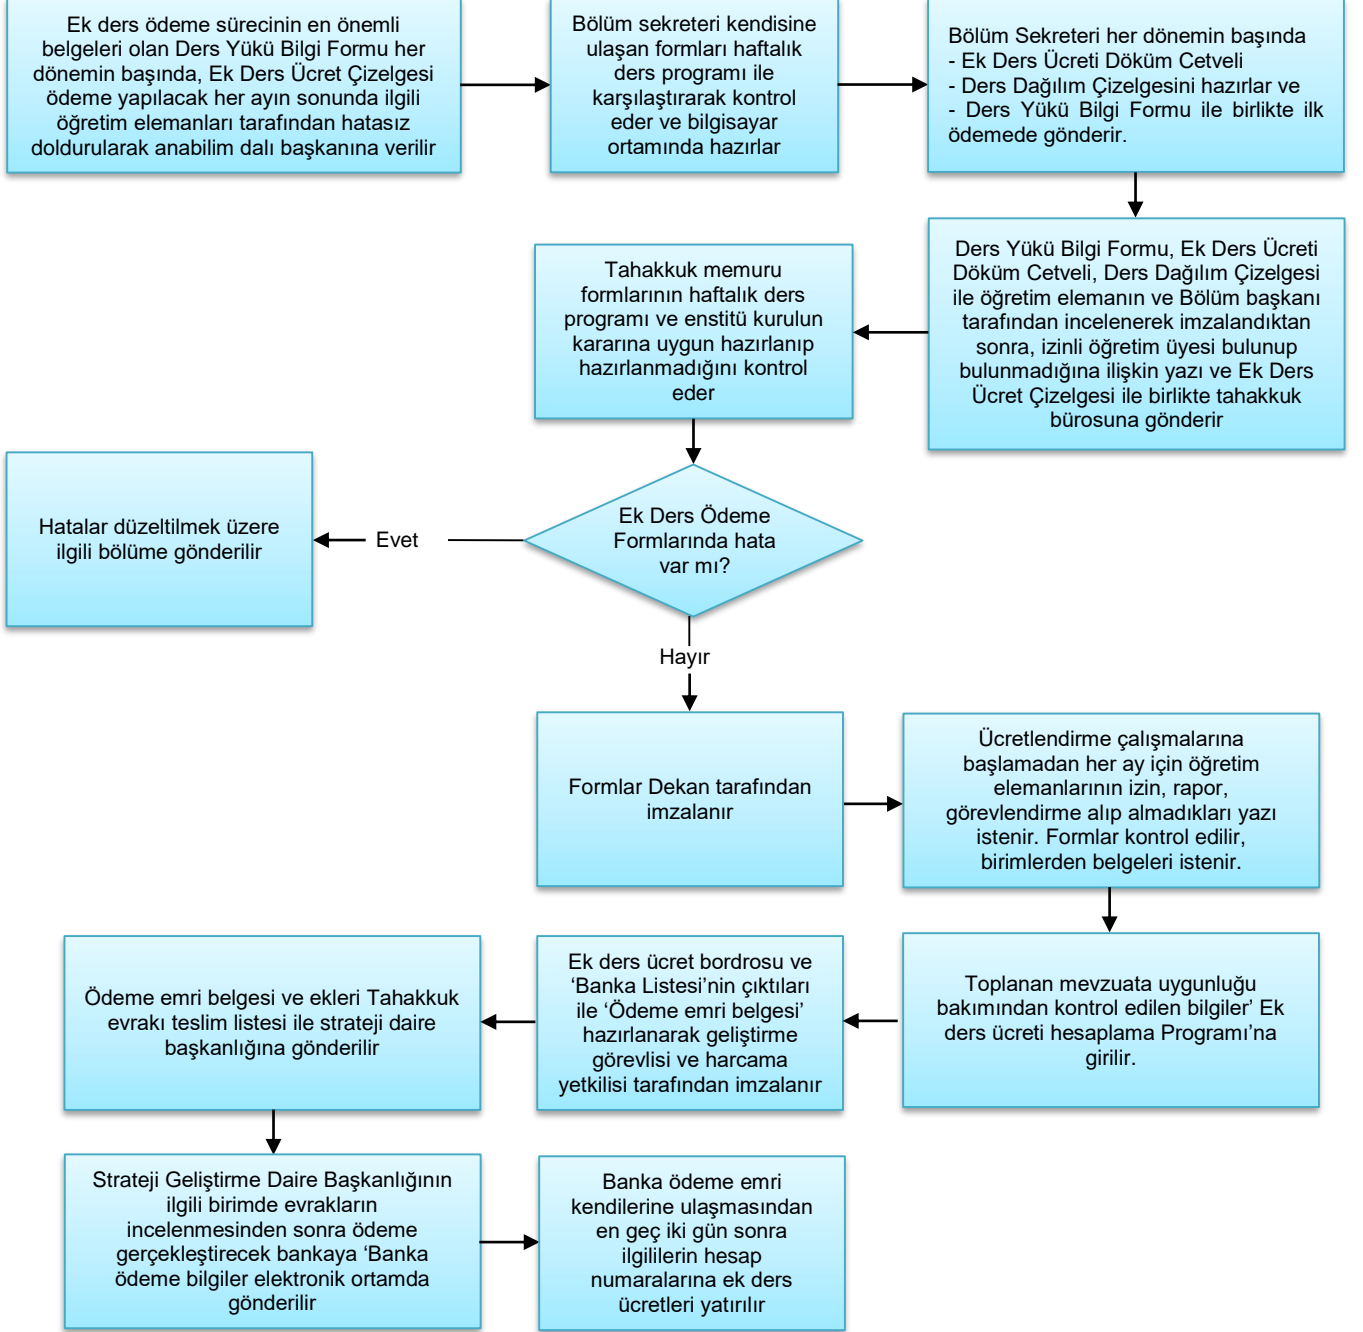 Ek ders ödeme sürecinin en önemli
belgeleri olan Ders Yükü Bilgi Formu her
dönemin başında, Ek Ders Ücret Çizelgesi
ödeme yapılacak her ayın sonunda ilgili
öğretim elemanları tarafından hatasız
doldurularak anabilim dalı başkanına verilir
Bölüm sekreteri kendisine
ulaşan formları haftalık
ders programı ile
karşılaştırarak kontrol
eder ve bilgisayar
ortamında hazırlar
Bölüm Sekreteri her dönemin başında
- Ek Ders Ücreti Döküm Cetveli
- Ders Dağılım Çizelgesini hazırlar ve
- Ders Yükü Bilgi Formu ile birlikte ilk
ödemede gönderir.
Ders Yükü Bilgi Formu, Ek Ders Ücreti
Döküm Cetveli, Ders Dağılım Çizelgesi
ile öğretim elemanın ve Bölüm başkanı
tarafından incelenerek imzalandıktan
sonra, izinli öğretim üyesi bulunup
bulunmadığına ilişkin yazı ve Ek Ders
Ücret Çizelgesi ile birlikte tahakkuk
bürosuna gönderir
Tahakkuk memuru
formlarının haftalık ders
programı ve enstitü kurulun
kararına uygun hazırlanıp
hazırlanmadığını kontrol
eder
Ek Ders Ödeme
Formlarında hata
var mı?
Evet
Hatalar düzeltilmek üzere
ilgili bölüme gönderilir
Hayır
Formlar Dekan tarafından
imzalanır
Ücretlendirme çalışmalarına
başlamadan her ay için öğretim
elemanlarının izin, rapor,
görevlendirme alıp almadıkları yazı
istenir. Formlar kontrol edilir,
birimlerden belgeleri istenir.
Toplanan mevzuata uygunluğu
bakımından kontrol edilen bilgiler’ Ek
ders ücreti hesaplama Programı’na
girilir.
Ek ders ücret bordrosu ve
‘Banka Listesi’nin çıktıları
ile ‘Ödeme emri belgesi’
hazırlanarak geliştirme
görevlisi ve harcama
yetkilisi tarafından imzalanır
Ödeme emri belgesi ve ekleri Tahakkuk
evrakı teslim listesi ile strateji daire
başkanlığına gönderilir
Strateji Geliştirme Daire Başkanlığının
ilgili birimde evrakların
incelenmesinden sonra ödeme
gerçekleştirecek bankaya ‘Banka
ödeme bilgiler elektronik ortamda
gönderilir
Banka ödeme emri
kendilerine ulaşmasından
en geç iki gün sonra
ilgililerin hesap
numaralarına ek ders
ücretleri yatırılır